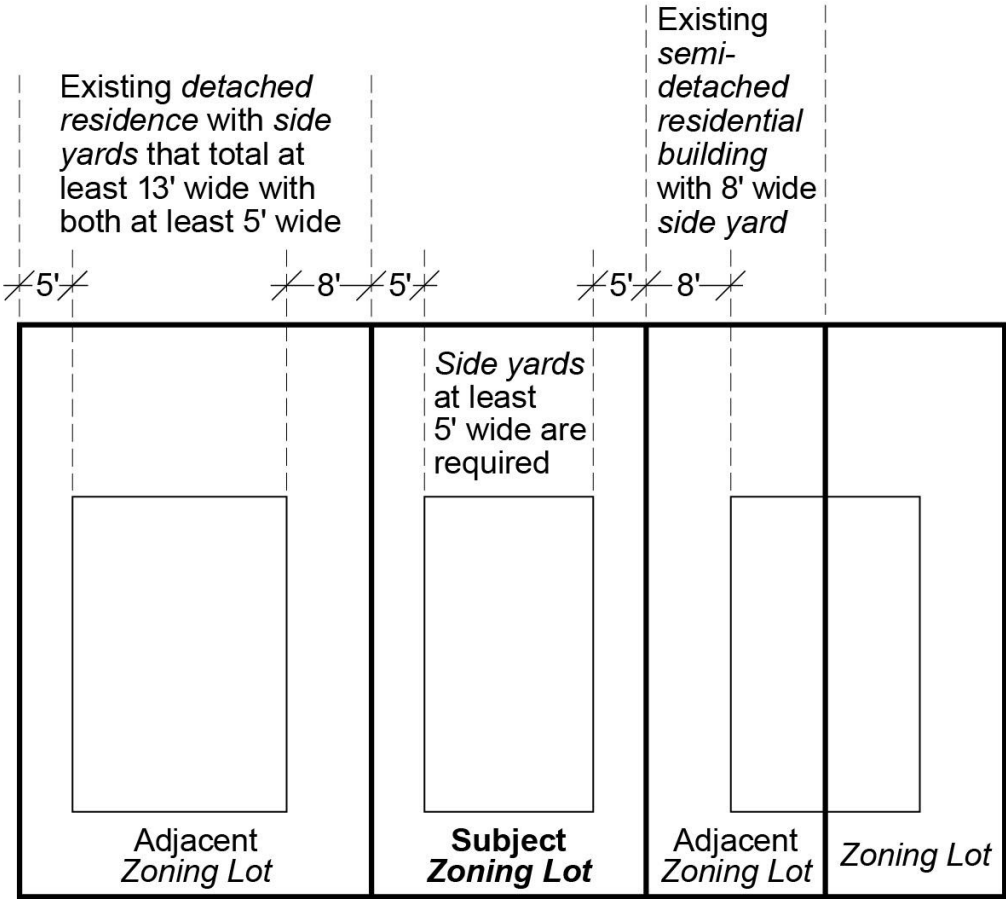 Existing detached
residence with side
yards that total at
least 13' wide with
both at least 5' wide
Existing
semi-
detached
residential
building
with 8' wide
side yard
5'
8'
5'
5'
8'
Side yards
at least
5' wide are
required
Adjacent
Zoning Lot
Subject
Zoning Lot
Adjacent
Zoning Lot
Zoning Lot